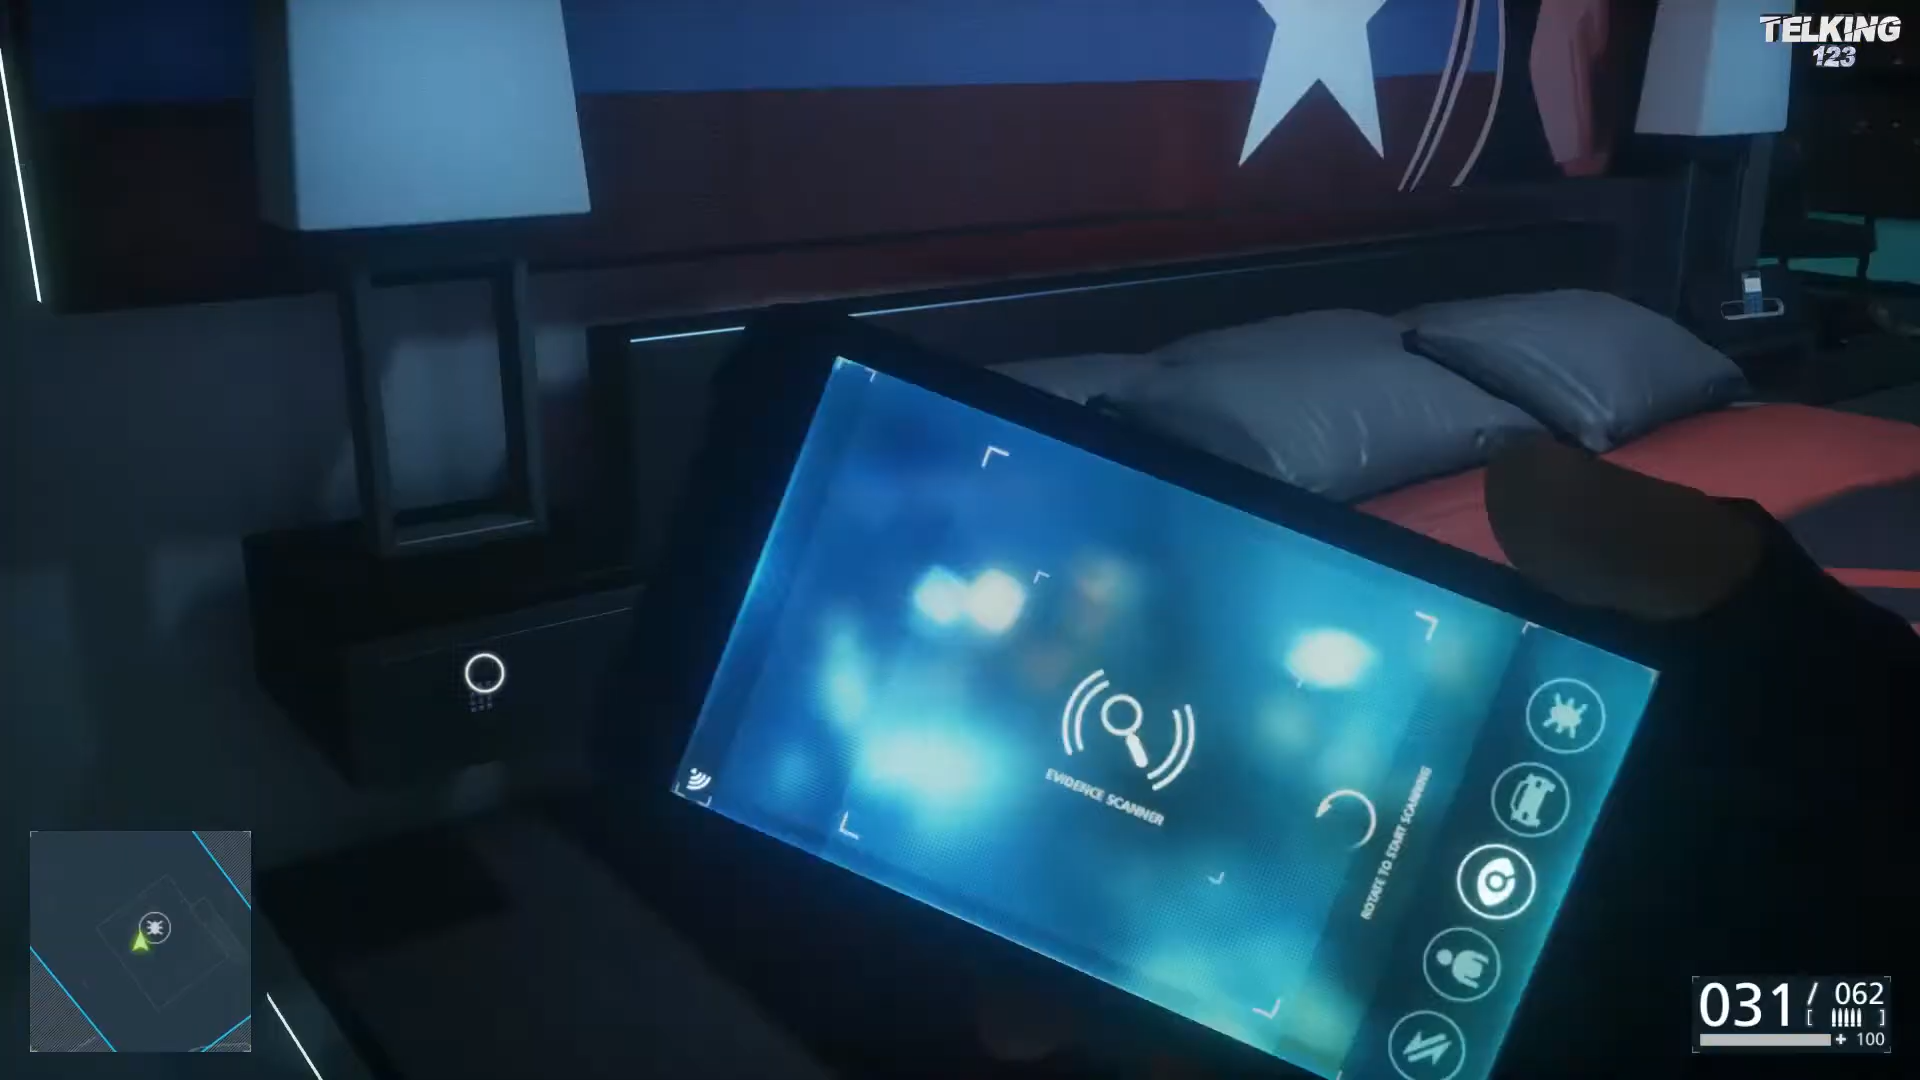 TELKING
123
EVIDENCE SCANNER
ROTATE TO START SCANNING
031 / 062
+ 100